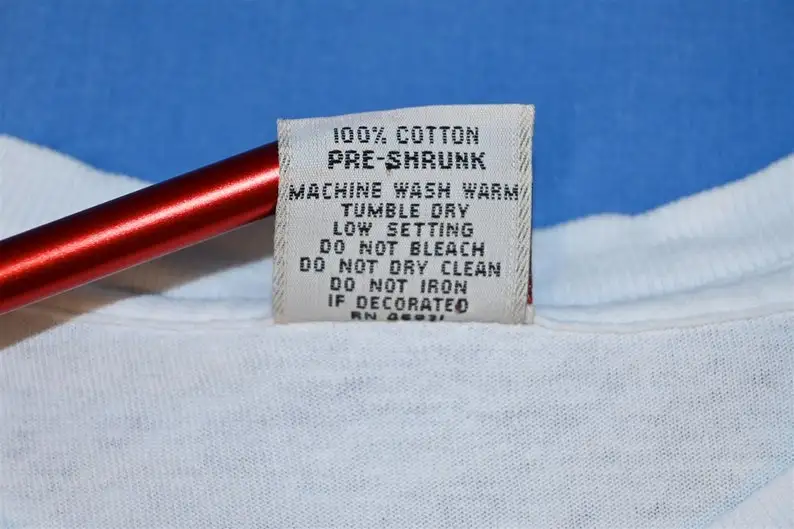 100% COTTON
PRE-SHRUNK
MACHINE WASH WARM
TUMBLE DRY
LOW SETTING
DO NOT BLEACH
DO NOT DRY CLEAN
DO NOT IRON
IF DECORATED
RN